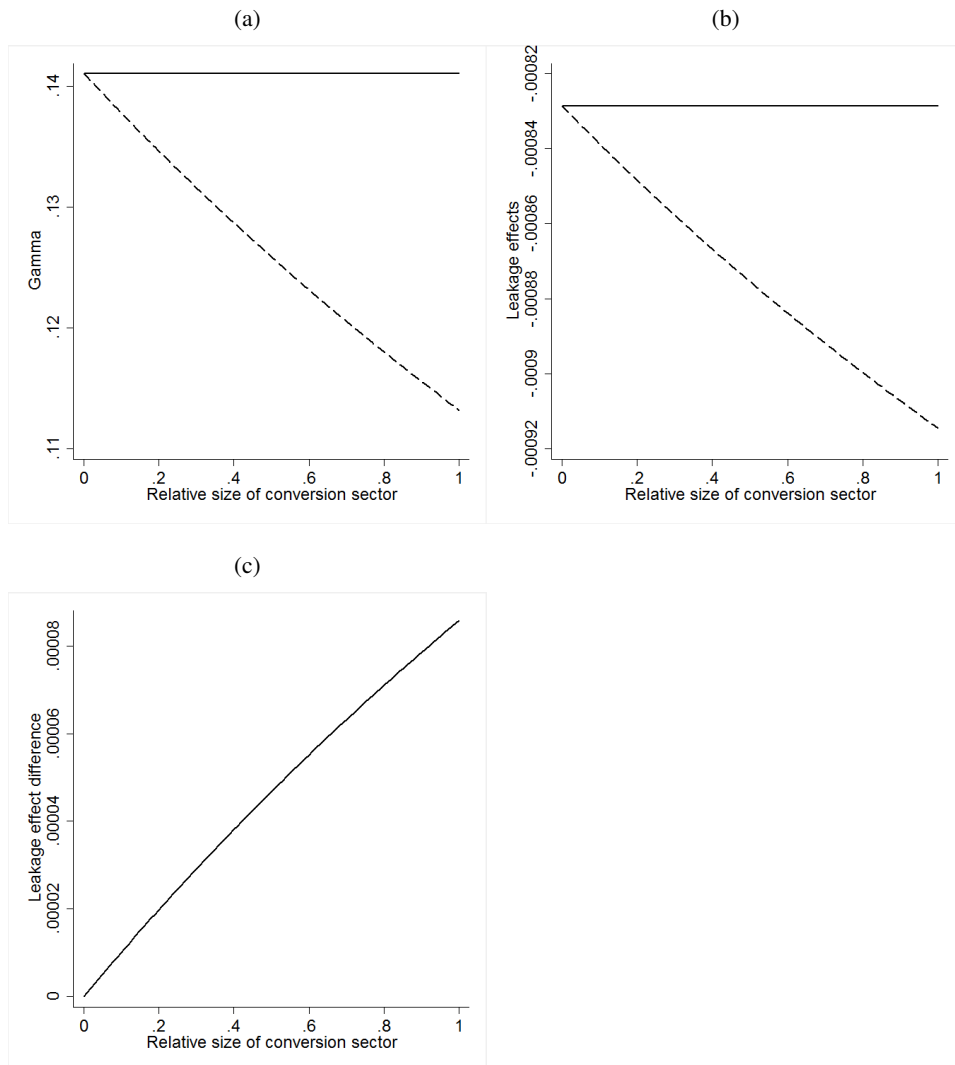 (a)
Gamma
.14
.13
.12
.11
0 .2 .4 .6 .8 1
Relative size of conversion sector
(b)
Leakage effects
-.00082
-.00084
-.00086
-.00088
-.0009
-.00092
0 .2 .4 .6 .8 1
Relative size of conversion sector
(c)
Leakage effect difference
.00008
.00006
.00004
.00002
0
0 .2 .4 .6 .8 1
Relative size of conversion sector